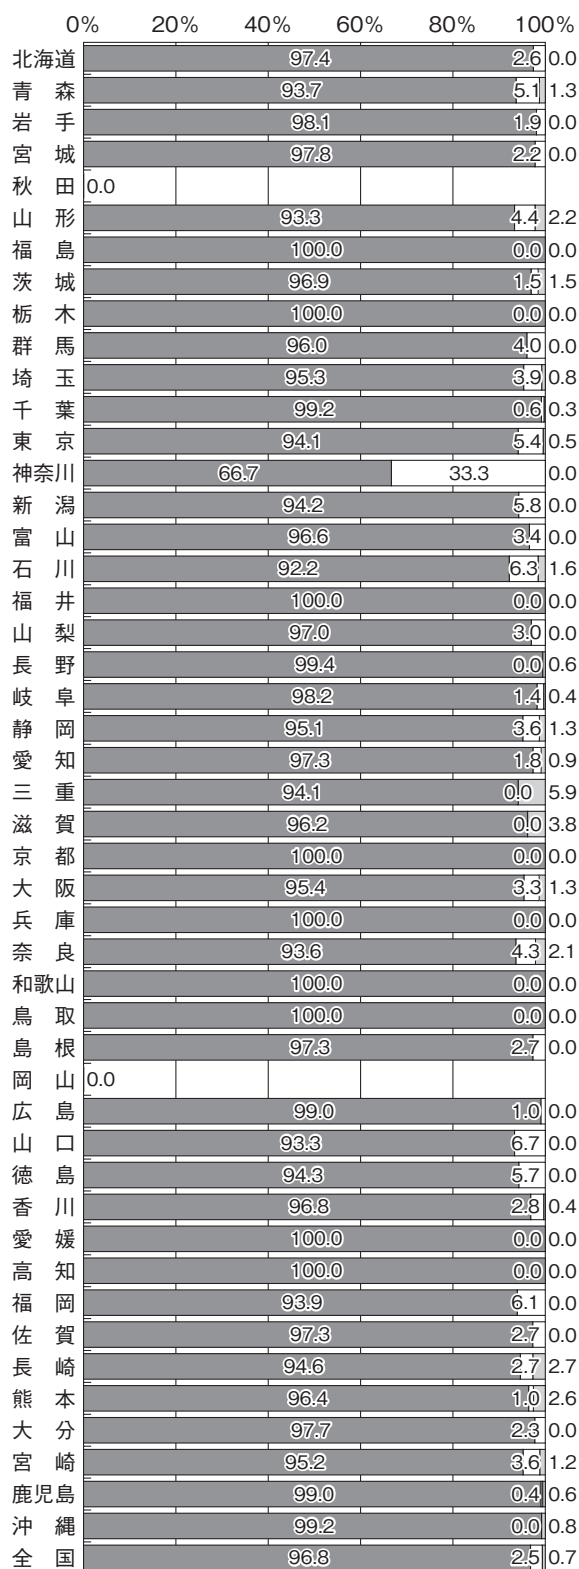 0% 20% 40% 60% 80% 100%
北海道 97.4 2.6 0.0
青森 93.7 5.1 1.3
岩手 98.1 1.9 0.0
宮城 97.8 2.2 0.0
秋田 0.0
山形 93.3 4.4 2.2
福島 100.0 0.0 0.0
茨城 96.9 1.5 1.5
栃木 100.0 0.0 0.0
群馬 96.0 4.0 0.0
埼玉 95.3 3.9 0.8
千葉 99.2 0.6 0.3
東京 94.1 5.4 0.5
神奈川 66.7 33.3 0.0
新潟 94.2 5.8 0.0
富山 96.6 3.4 0.0
石川 92.2 6.3 1.6
福井 100.0 0.0 0.0
山梨 97.0 3.0 0.0
長野 99.4 0.0 0.6
岐阜 98.2 1.4 0.4
静岡 95.1 3.6 1.3
愛知 97.3 1.8 0.9
三重 94.1 0.0 5.9
滋賀 96.2 0.0 3.8
京都 100.0 0.0 0.0
大阪 95.4 3.3 1.3
兵庫 100.0 0.0 0.0
奈良 93.6 4.3 2.1
和歌山 100.0 0.0 0.0
鳥取 100.0 0.0 0.0
島根 97.3 2.7 0.0
岡山 0.0
広島 99.0 1.0 0.0
山口 93.3 6.7 0.0
徳島 94.3 5.7 0.0
香川 96.8 2.8 0.4
愛媛 100.0 0.0 0.0
高知 100.0 0.0 0.0
福岡 93.9 6.1 0.0
佐賀 97.3 2.7 0.0
長崎 94.6 2.7 2.7
熊本 96.4 1.0 2.6
大分 97.7 2.3 0.0
宮崎 95.2 3.6 1.2
鹿児島 99.0 0.4 0.6
沖縄 99.2 0.0 0.8
全国 96.8 2.5 0.7